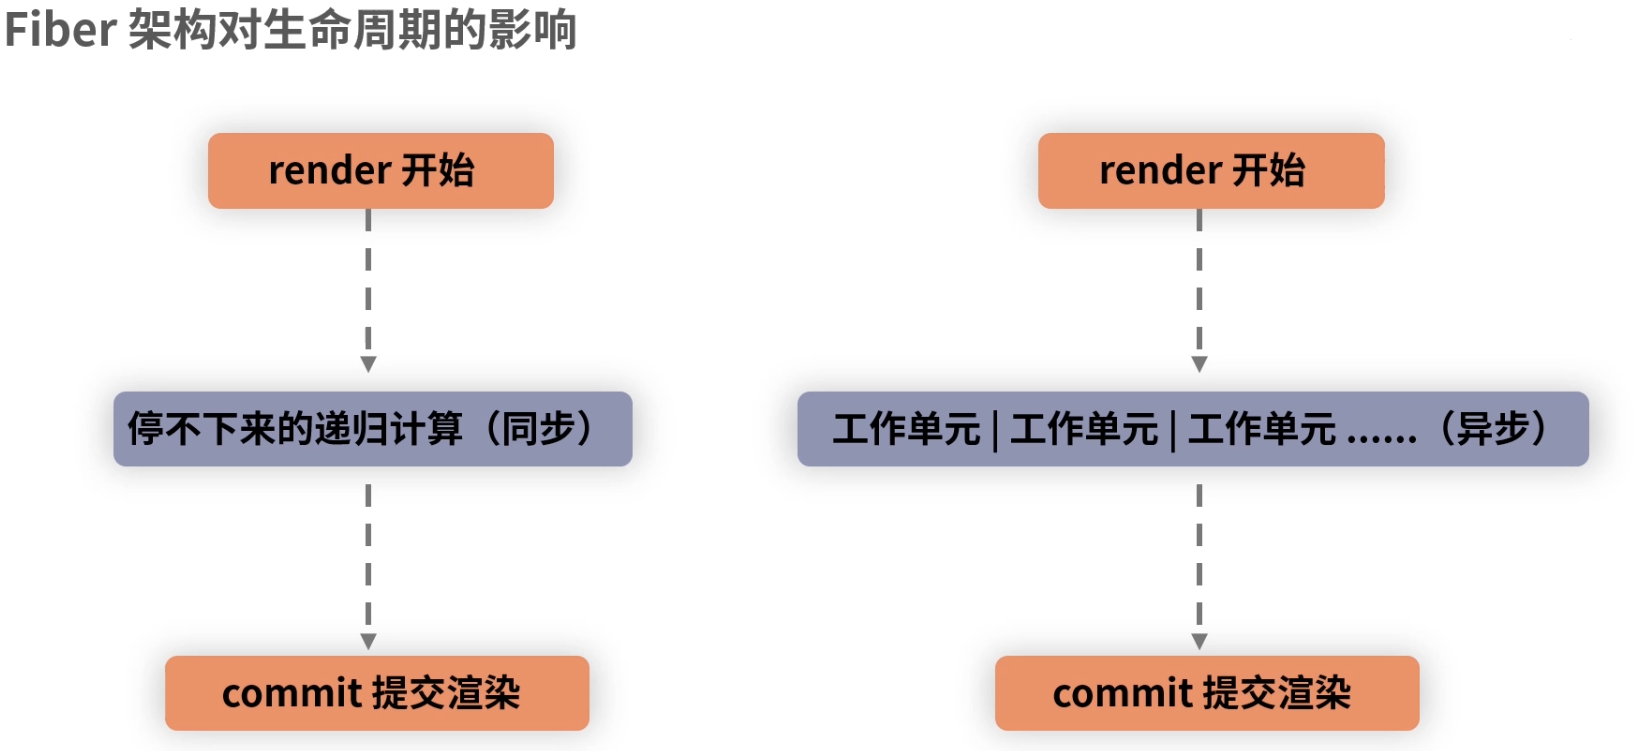 Fiber 架构对生命周期的影响
render 开始
render 开始
停不下来的递归计算（同步）
工作单元 | 工作单元 | 工作单元 ......（异步）
commit 提交渲染
commit 提交渲染